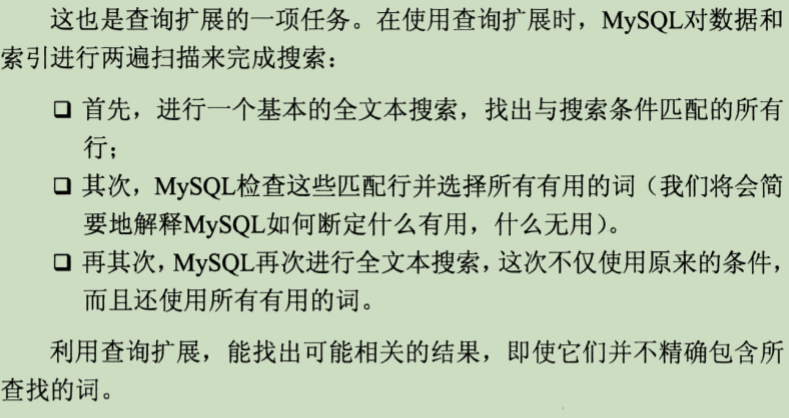 这也是查询扩展的一项任务。在使用查询扩展时，MySQL对数据和
索引进行两遍扫描来完成搜索：
❑ 首先，进行一个基本的全文本搜索，找出与搜索条件匹配的所有
行；
❑ 其次，MySQL检查这些匹配行并选择所有有用的词（我们将会简
要地解释MySQL如何断定什么有用，什么无用）。
❑ 再其次，MySQL再次进行全文本搜索，这次不仅使用原来的条件，
而且还使用所有有用的词。
利用查询扩展，能找出可能相关的结果，即使它们并不精确包含所
查找的词。